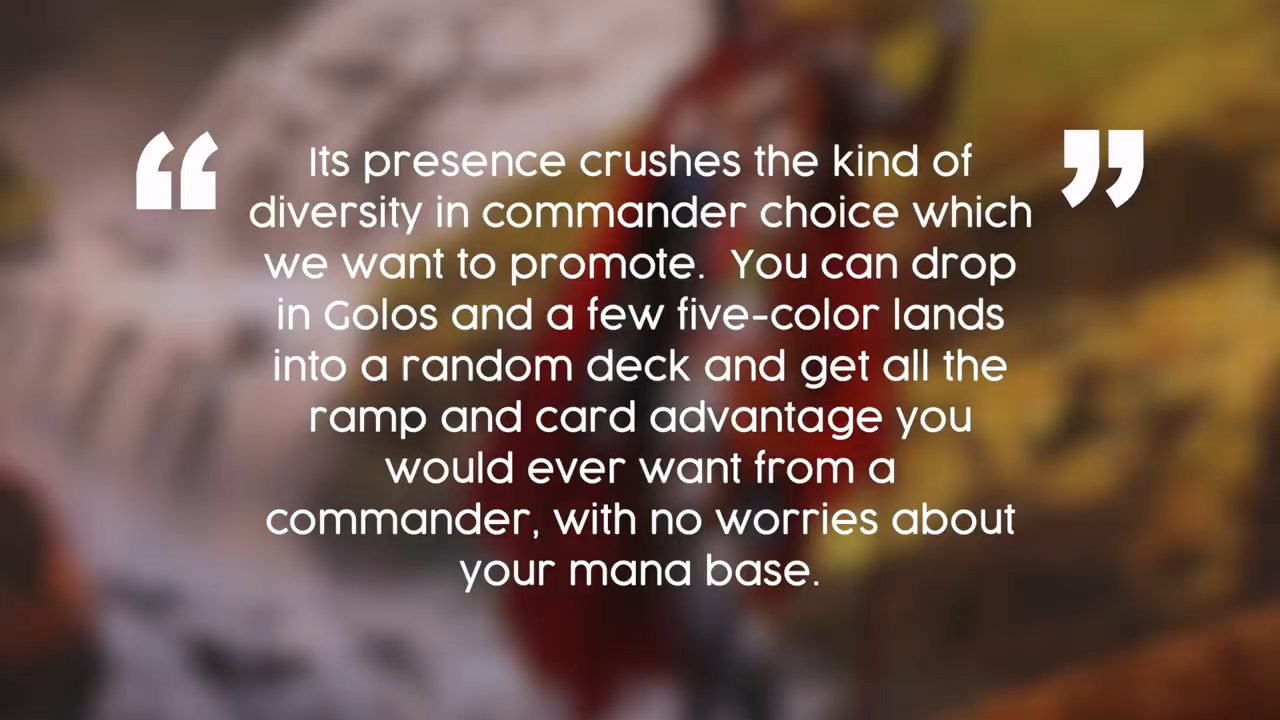 “ Its presence crushes the kind of ”
diversity in commander choice which
we want to promote.  You can drop
in Golos and a few five-color lands
into a random deck and get all the
ramp and card advantage you
would ever want from a
commander, with no worries about
your mana base.